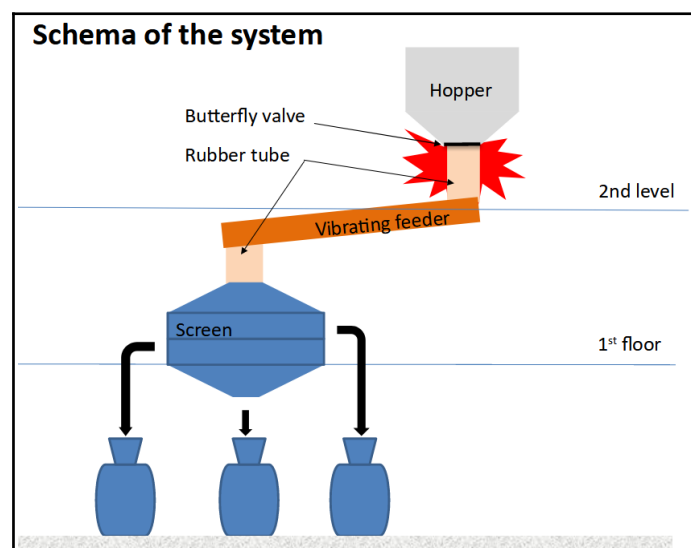 Schema of the system
Hopper
Butterfly valve
Rubber tube
2nd level
Vibrating feeder
Screen
1st floor